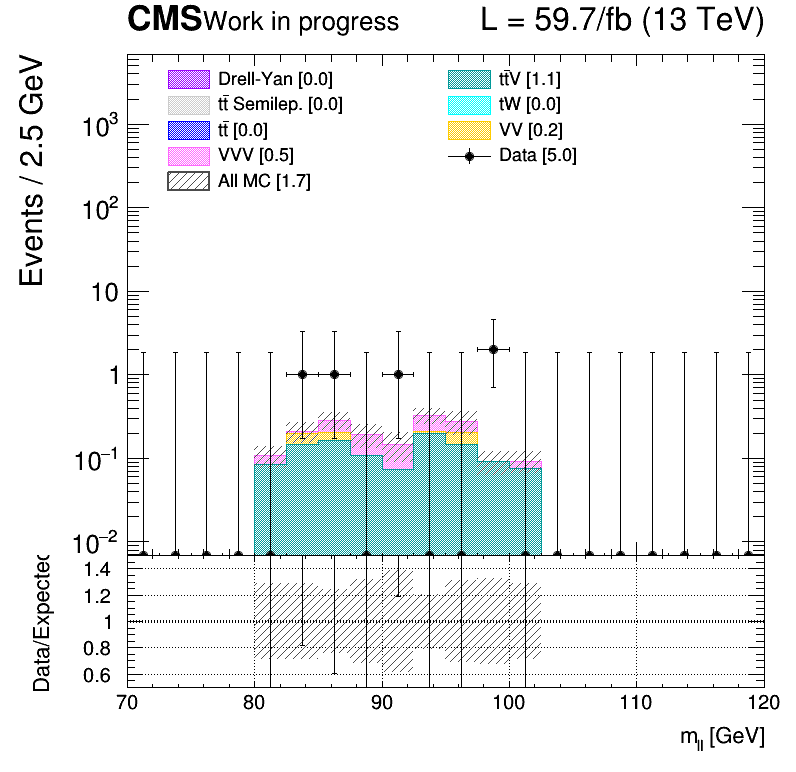 CMS Work in progress L = 59.7/fb (13 TeV)
Events / 2.5 GeV
Drell-Yan [0.0]
tt̄ Semilep. [0.0]
tt̄ [0.0]
VVV [0.5]
All MC [1.7]
tt̄V [1.1]
tW [0.0]
VV [0.2]
Data [5.0]
10³
10²
10
1
10⁻¹
10⁻²
Data/Expected
1.4
1.2
1
0.8
0.6
70 80 90 100 110 120
m_ll [GeV]